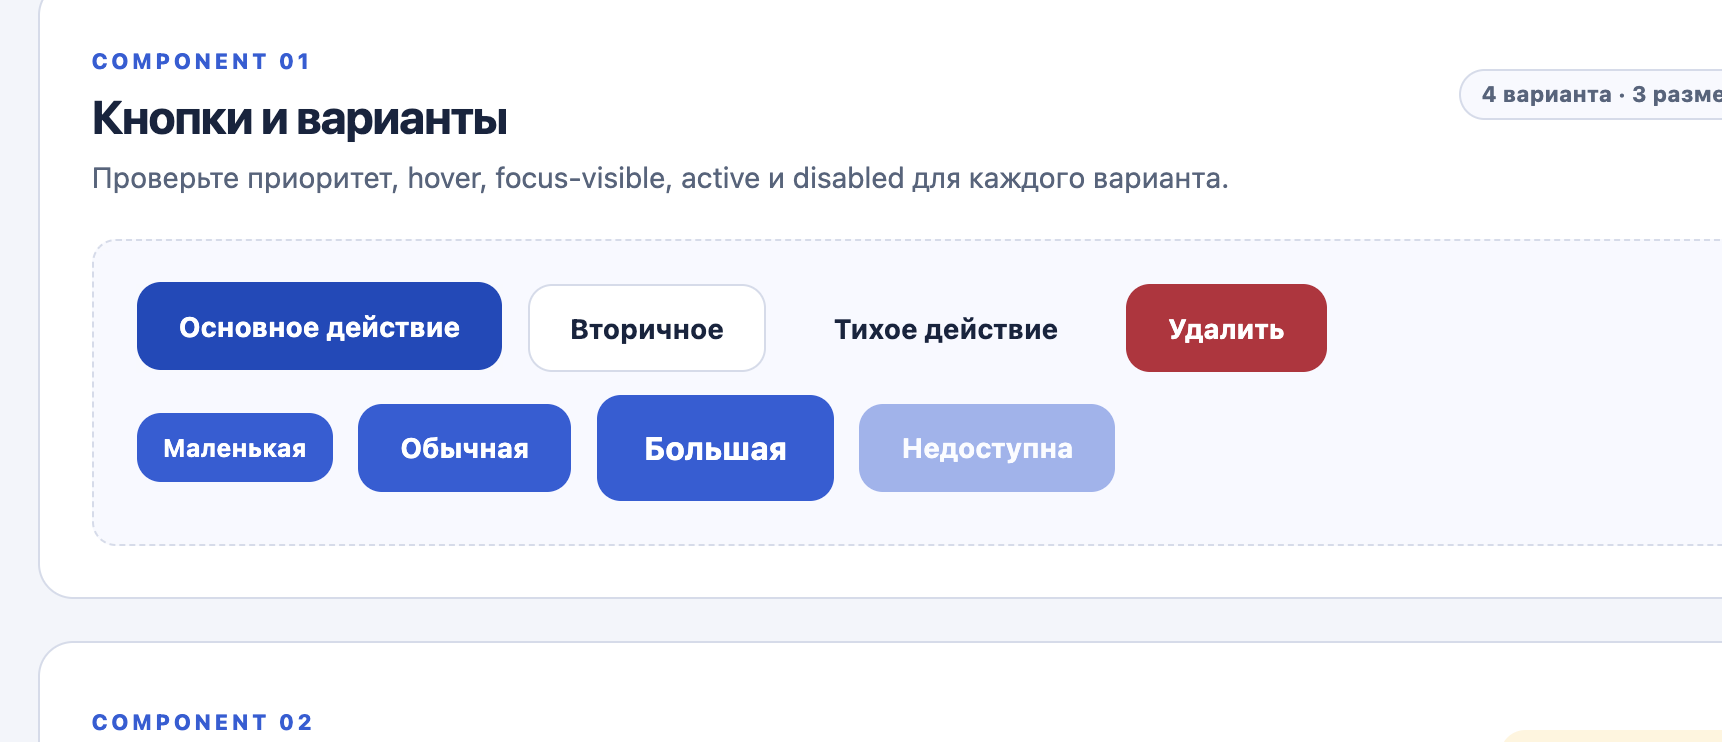 COMPONENT 01
Кнопки и варианты
4 варианта · 3
Проверьте приоритет, hover, focus-visible, active и disabled для каждого варианта.
Основное действие
Вторичное
Тихое действие
Удалить
Маленькая
Обычная
Большая
Недоступна
COMPONENT 02